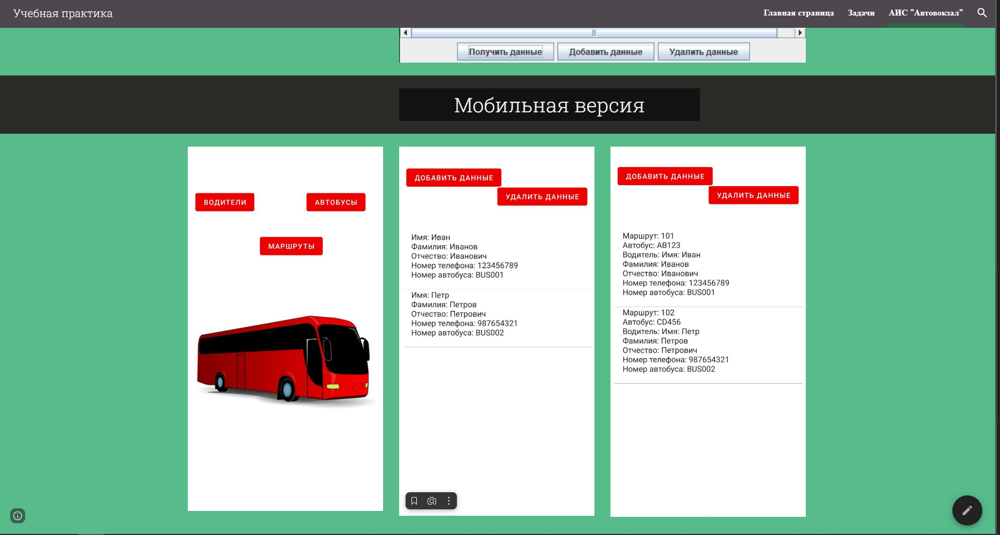 Учебная практика
Главная страница
Задачи
АИС "Автовокзал"
Получить данные
Добавить данные
Удалить данные
Мобильная версия
ВОДИТЕЛИ
АВТОБУСЫ
МАРШРУТЫ
ДОБАВИТЬ ДАННЫЕ
УДАЛИТЬ ДАННЫЕ
Имя: Иван
Фамилия: Иванов
Отчество: Иванович
Номер телефона: 123456789
Номер автобуса: BUS001
Имя: Петр
Фамилия: Петров
Отчество: Петрович
Номер телефона: 987654321
Номер автобуса: BUS002
ДОБАВИТЬ ДАННЫЕ
УДАЛИТЬ ДАННЫЕ
Маршрут: 101
Автобус: AB123
Водитель: Имя: Иван
Фамилия: Иванов
Отчество: Иванович
Номер телефона: 123456789
Номер автобуса: BUS001
Маршрут: 102
Автобус: CD456
Водитель: Имя: Петр
Фамилия: Петров
Отчество: Петрович
Номер телефона: 987654321
Номер автобуса: BUS002